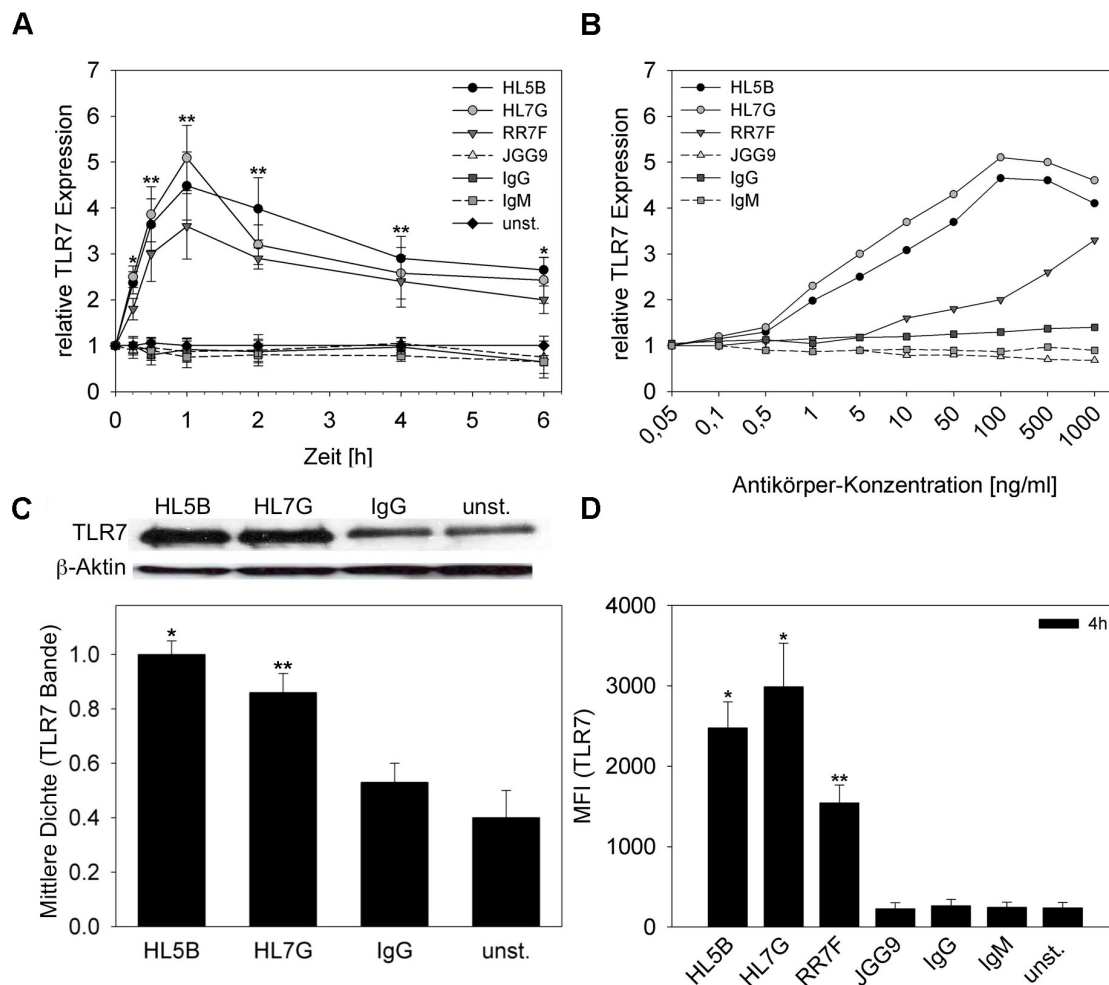 A
relative TLR7 Expression
7
6
5
4
3
2
1
0
** 
**
**
**
*
*
HL5B
HL7G
RR7F
JGG9
IgG
IgM
unst.
0
1
2
4
6
Zeit [h]
B
relative TLR7 Expression
7
6
5
4
3
2
1
0
HL5B
HL7G
RR7F
JGG9
IgG
IgM
0,05
0,1
0,5
1
5
10
50
100
500
1000
Antikörper-Konzentration [ng/ml]
C
HL5B HL7G IgG unst.
TLR7
β-Aktin
Mittlere Dichte (TLR7 Bande)
1.0
0.8
0.6
0.4
0.2
0.0
*
**
HL5B HL7G IgG unst.
D
MFI (TLR7)
4000
3000
2000
1000
0
4h
*
*
**
HL5B
HL7G
RR7F
JGG9
IgG
IgM
unst.